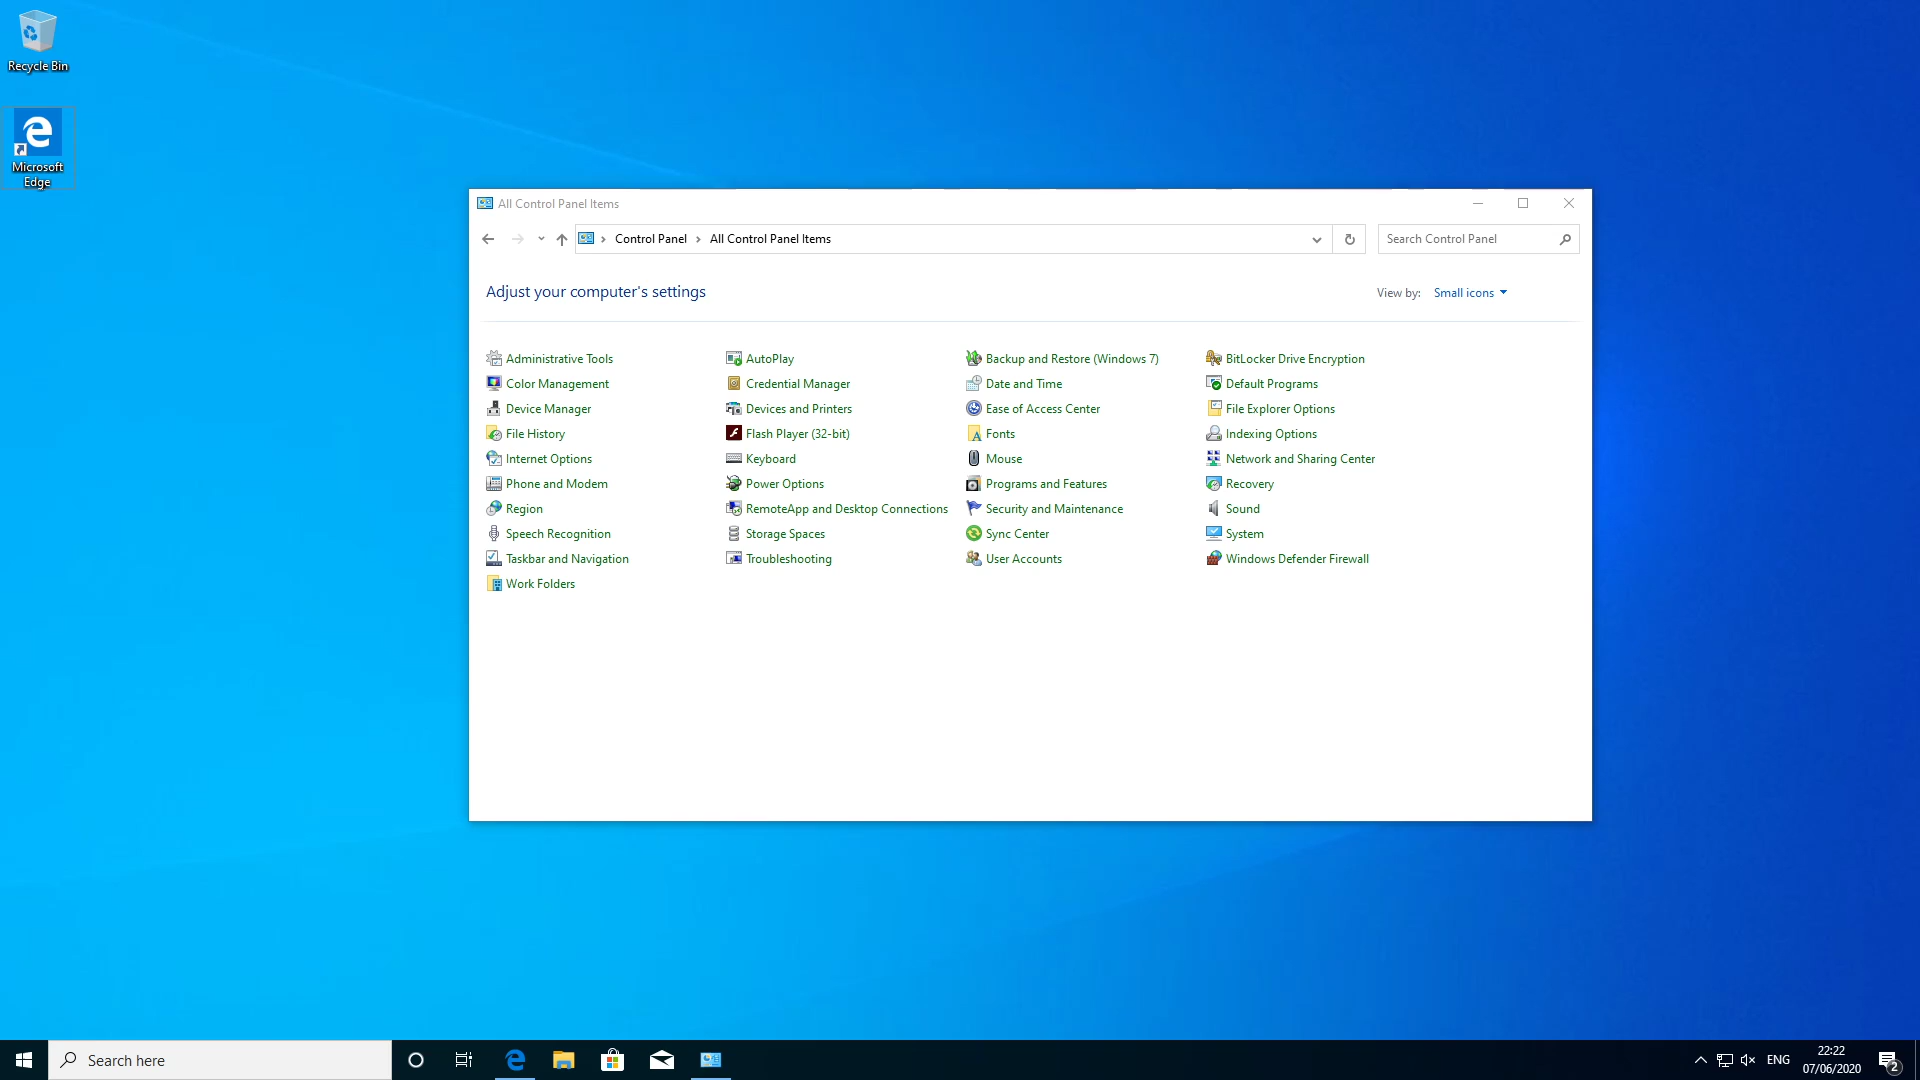 Recycle Bin
Microsoft
Edge
All Control Panel Items
Control Panel
All Control Panel Items
Search Control Panel
Adjust your computer's settings
View by:
Small icons
Administrative Tools
AutoPlay
Backup and Restore (Windows 7)
BitLocker Drive Encryption
Color Management
Credential Manager
Date and Time
Default Programs
Device Manager
Devices and Printers
Ease of Access Center
File Explorer Options
File History
Flash Player (32-bit)
Fonts
Indexing Options
Internet Options
Keyboard
Mouse
Network and Sharing Center
Phone and Modem
Power Options
Programs and Features
Recovery
Region
RemoteApp and Desktop Connections
Security and Maintenance
Sound
Speech Recognition
Storage Spaces
Sync Center
System
Taskbar and Navigation
Troubleshooting
User Accounts
Windows Defender Firewall
Work Folders
Search here
ENG
22:22
07/06/2020
2